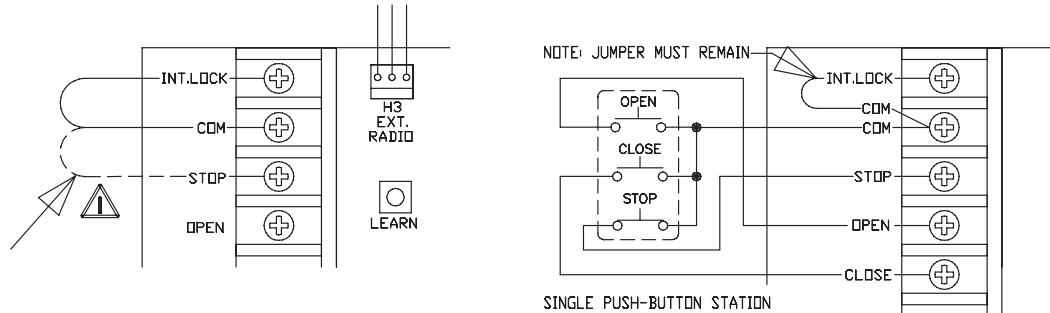 INT.LOCK
COM
STOP
OPEN
H3
EXT.
RADIO
LEARN
NOTE: JUMPER MUST REMAIN
INT.LOCK
COM
COM
STOP
OPEN
CLOSE
OPEN
CLOSE
STOP
SINGLE PUSH-BUTTON STATION